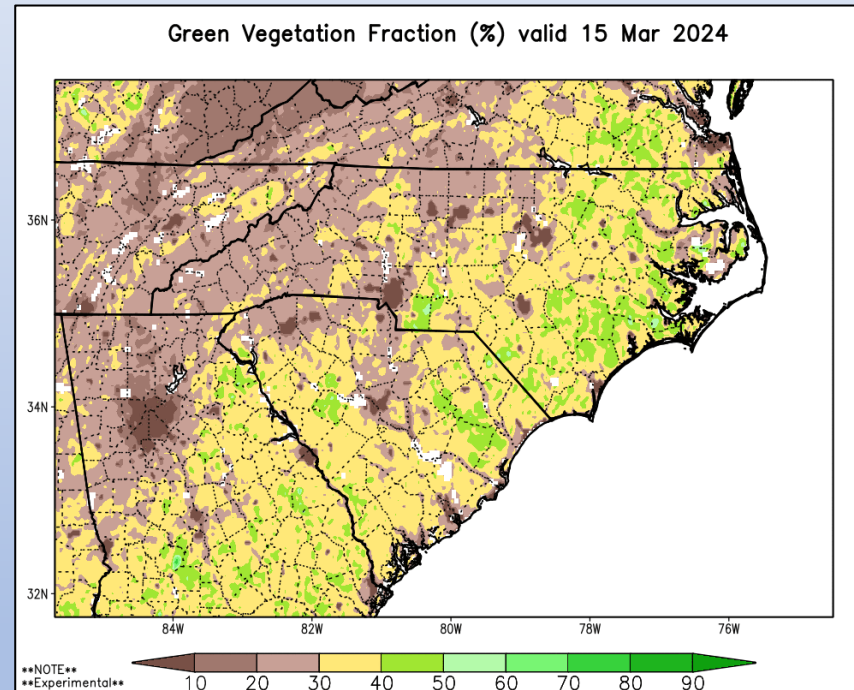 Green Vegetation Fraction (%) valid 15 Mar 2024
36N
34N
32N
84W 82W 80W 78W 76W
**NOTE**
**Experimental**
10 20 30 40 50 60 70 80 90